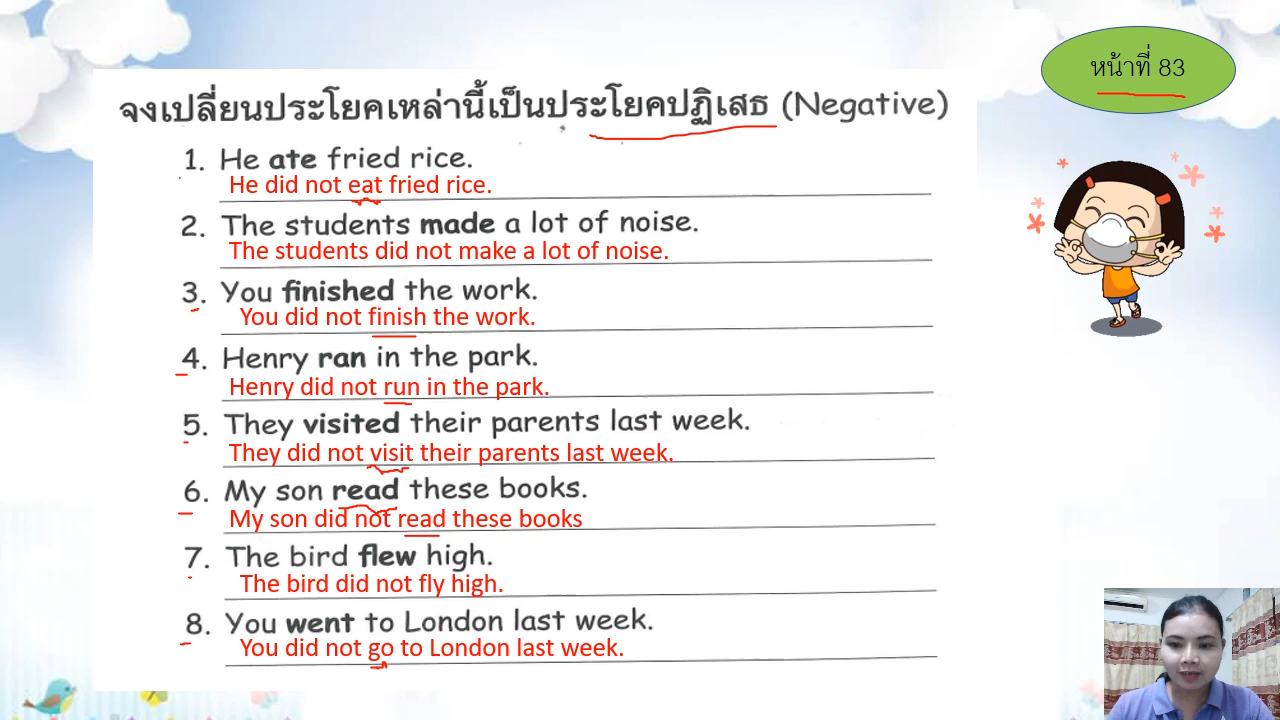 หน้าที่ 83
จงเปลี่ยนประโยคเหล่านี้เป็นประโยคปฏิเสธ (Negative)
1. He ate fried rice.
He did not eat fried rice.
2. The students made a lot of noise.
The students did not make a lot of noise.
3. You finished the work.
You did not finish the work.
4. Henry ran in the park.
Henry did not run in the park.
5. They visited their parents last week.
They did not visit their parents last week.
6. My son read these books.
My son did not read these books
7. The bird flew high.
The bird did not fly high.
8. You went to London last week.
You did not go to London last week.